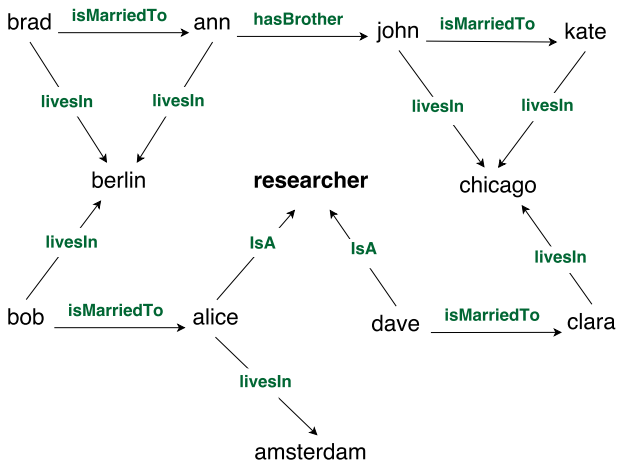 brad isMarriedTo ann hasBrother john isMarriedTo kate
livesIn livesIn livesIn livesIn
berlin researcher chicago
livesIn IsA IsA livesIn
bob isMarriedTo alice dave isMarriedTo clara
livesIn
amsterdam